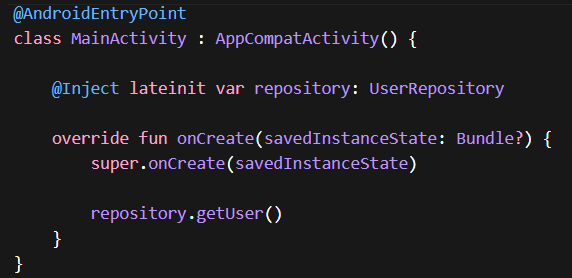 @AndroidEntryPoint
class MainActivity : AppCompatActivity() {
@Inject lateinit var repository: UserRepository
override fun onCreate(savedInstanceState: Bundle?) {
super.onCreate(savedInstanceState)
repository.getUser()
}
}